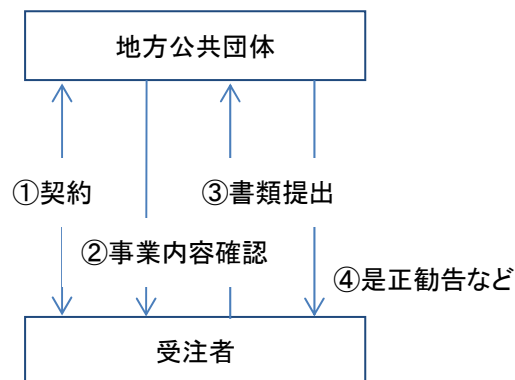 地方公共団体
①契約
③書類提出
②事業内容確認
④是正勧告など
受注者